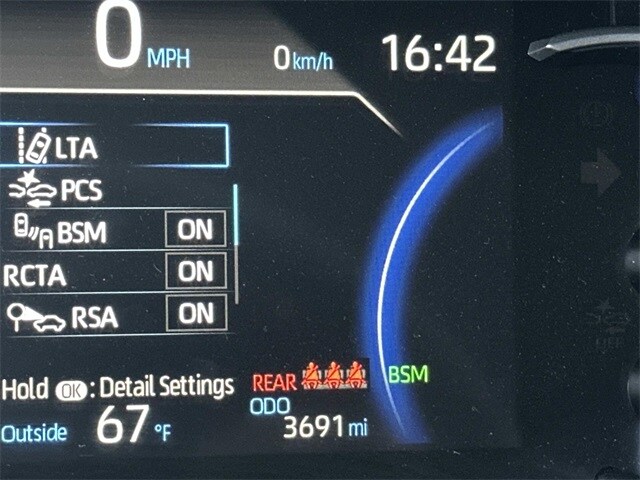 0 MPH 0 km/h 16:42
LTA
PCS
BSM ON
RCTA ON
RSA ON
Hold OK : Detail Settings REAR BSM
ODO
Outside 67 °F 3691 mi